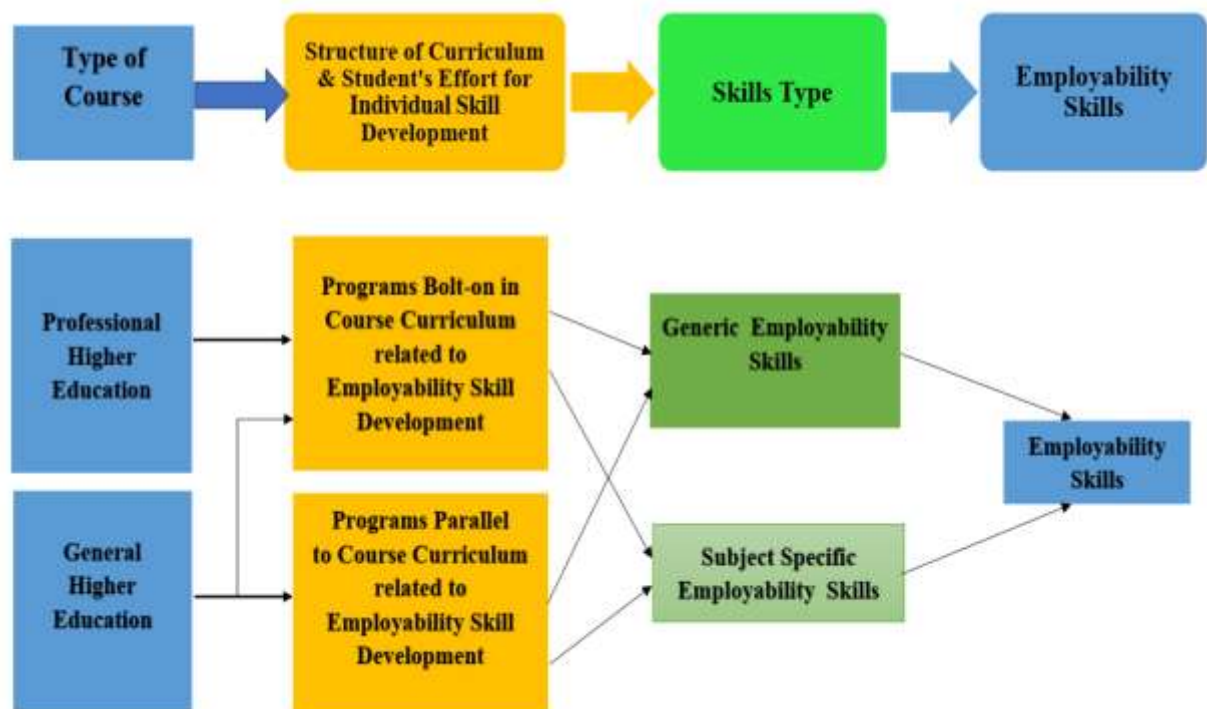 Type of
Course
Structure of Curriculum
& Student's Effort for
Individual Skill
Development
Skills Type
Employability
Skills
Professional
Higher
Education
Programs Bolt-on in
Course Curriculum
related to
Employability Skill
Development
Generic Employability
Skills
Employability
Skills
General
Higher
Education
Programs Parallel
to Course Curriculum
related to
Employability Skill
Development
Subject Specific
Employability Skills